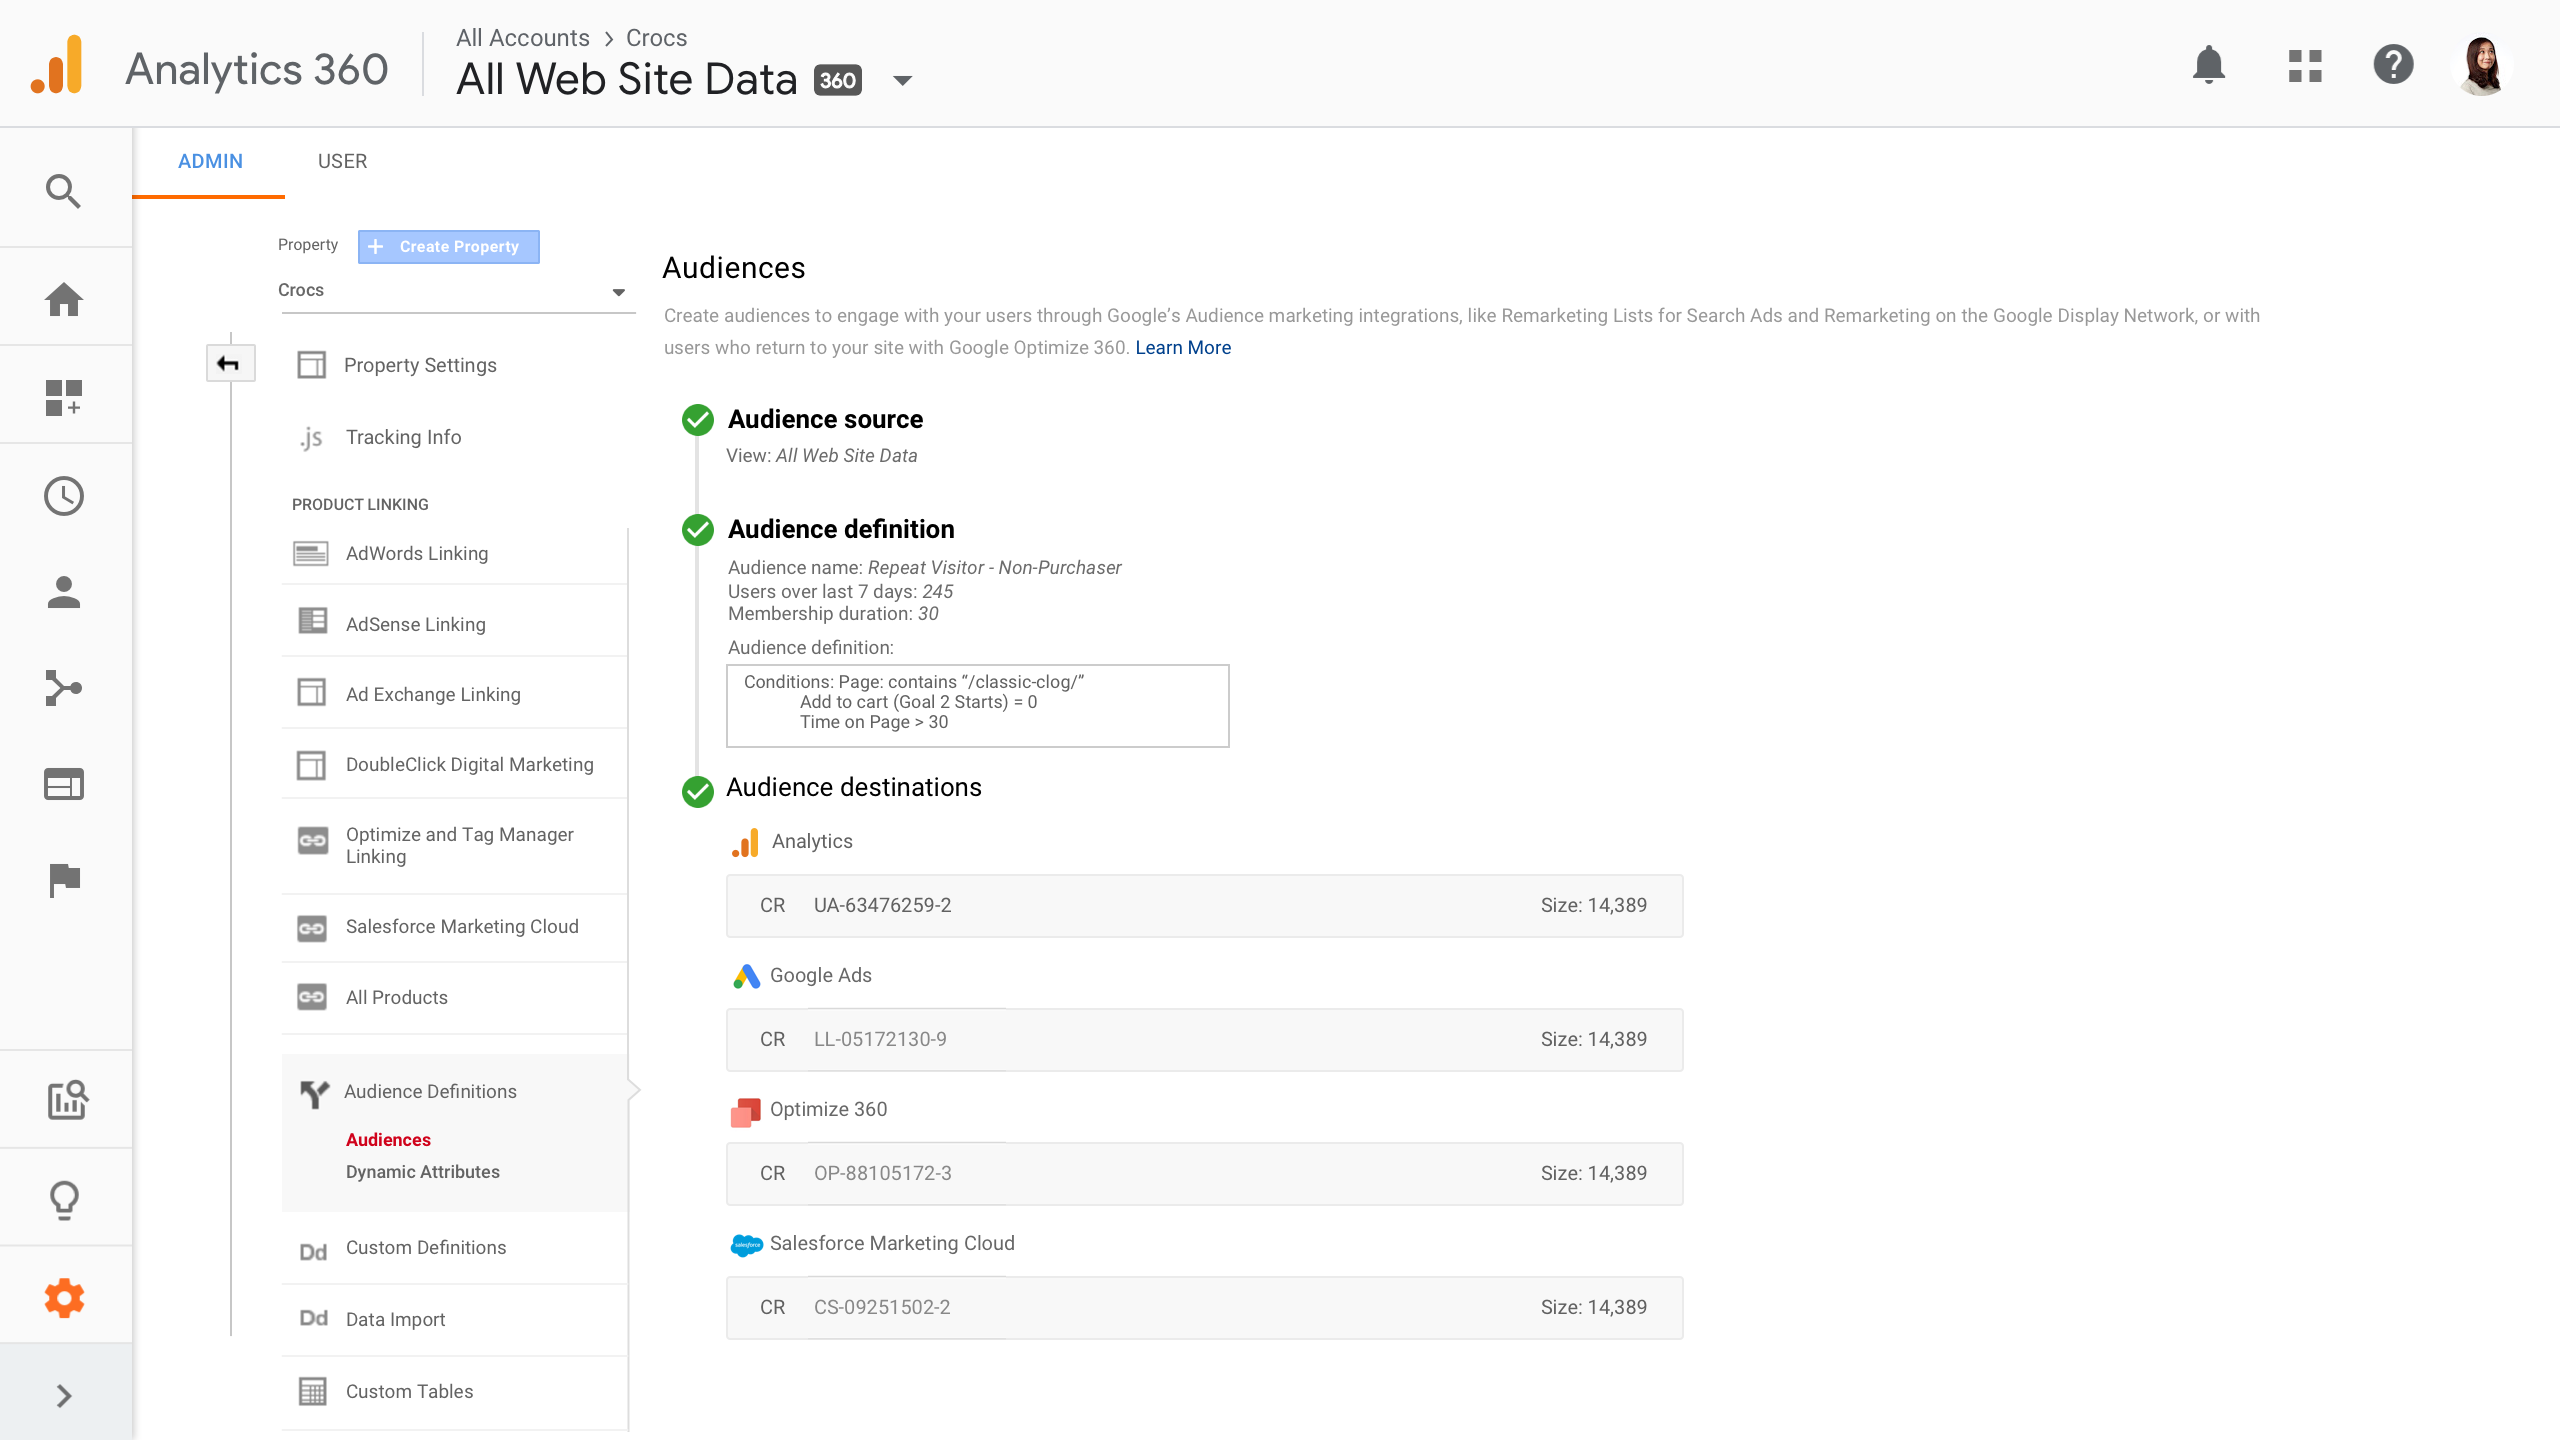 Analytics 360
All Accounts > Crocs
All Web Site Data 360
ADMIN USER
Property + Create Property
Crocs
Property Settings
.js Tracking Info
PRODUCT LINKING
AdWords Linking
AdSense Linking
Ad Exchange Linking
DoubleClick Digital Marketing
Optimize and Tag Manager
Linking
Salesforce Marketing Cloud
All Products
Audience Definitions
Audiences
Dynamic Attributes
Dd Custom Definitions
Dd Data Import
Custom Tables
Audiences
Create audiences to engage with your users through Google’s Audience marketing integrations, like Remarketing Lists for Search Ads and Remarketing on the Google Display Network, or with
users who return to your site with Google Optimize 360. Learn More
Audience source
View: All Web Site Data
Audience definition
Audience name: Repeat Visitor - Non-Purchaser
Users over last 7 days: 245
Membership duration: 30
Audience definition:
Conditions: Page: contains “/classic-clog/”
Add to cart (Goal 2 Starts) = 0
Time on Page > 30
Audience destinations
Analytics
CR UA-63476259-2 Size: 14,389
Google Ads
CR LL-05172130-9 Size: 14,389
Optimize 360
CR OP-88105172-3 Size: 14,389
salesforce Salesforce Marketing Cloud
CR CS-09251502-2 Size: 14,389